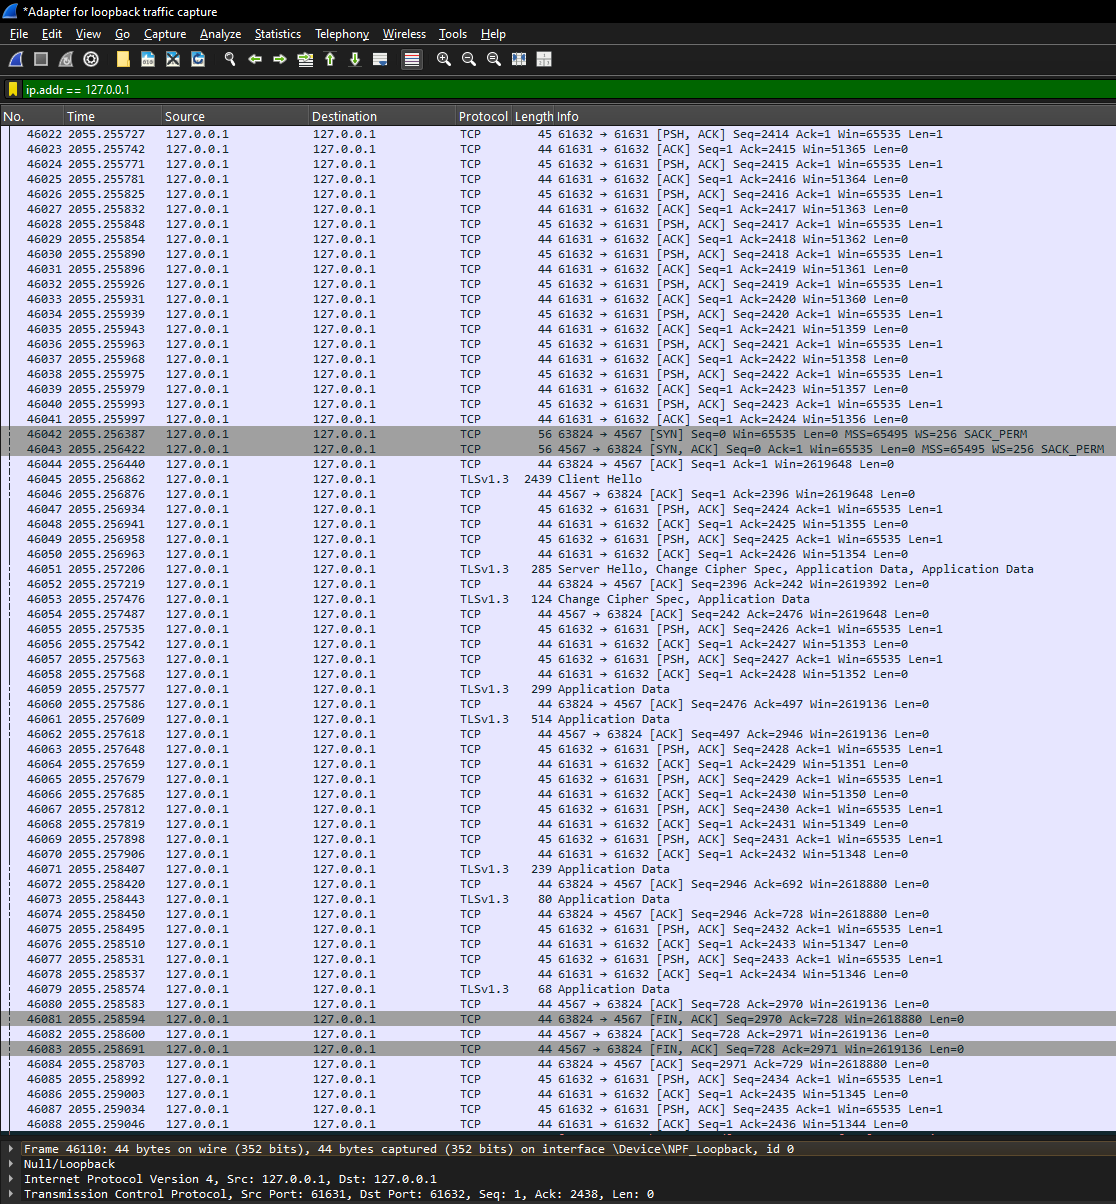 *Adapter for loopback traffic capture
File Edit View Go Capture Analyze Statistics Telephony Wireless Tools Help
ip.addr == 127.0.0.1
No. Time Source Destination Protocol Length Info
46022 2055.255727 127.0.0.1 127.0.0.1 TCP 45 61632 → 61631 [PSH, ACK] Seq=2414 Ack=1 Win=65535 Len=1
46023 2055.255742 127.0.0.1 127.0.0.1 TCP 44 61631 → 61632 [ACK] Seq=1 Ack=2415 Win=51365 Len=0
46024 2055.255771 127.0.0.1 127.0.0.1 TCP 45 61632 → 61631 [PSH, ACK] Seq=2415 Ack=1 Win=65535 Len=1
46025 2055.255781 127.0.0.1 127.0.0.1 TCP 44 61631 → 61632 [ACK] Seq=1 Ack=2416 Win=51364 Len=0
46026 2055.255825 127.0.0.1 127.0.0.1 TCP 45 61632 → 61631 [PSH, ACK] Seq=2416 Ack=1 Win=65535 Len=1
46027 2055.255832 127.0.0.1 127.0.0.1 TCP 44 61631 → 61632 [ACK] Seq=1 Ack=2417 Win=51363 Len=0
46028 2055.255848 127.0.0.1 127.0.0.1 TCP 45 61632 → 61631 [PSH, ACK] Seq=2417 Ack=1 Win=65535 Len=1
46029 2055.255854 127.0.0.1 127.0.0.1 TCP 44 61631 → 61632 [ACK] Seq=1 Ack=2418 Win=51362 Len=0
46030 2055.255890 127.0.0.1 127.0.0.1 TCP 45 61632 → 61631 [PSH, ACK] Seq=2418 Ack=1 Win=65535 Len=1
46031 2055.255896 127.0.0.1 127.0.0.1 TCP 44 61631 → 61632 [ACK] Seq=1 Ack=2419 Win=51361 Len=0
46032 2055.255926 127.0.0.1 127.0.0.1 TCP 45 61632 → 61631 [PSH, ACK] Seq=2419 Ack=1 Win=65535 Len=1
46033 2055.255931 127.0.0.1 127.0.0.1 TCP 44 61631 → 61632 [ACK] Seq=1 Ack=2420 Win=51360 Len=0
46034 2055.255939 127.0.0.1 127.0.0.1 TCP 45 61632 → 61631 [PSH, ACK] Seq=2420 Ack=1 Win=65535 Len=1
46035 2055.255943 127.0.0.1 127.0.0.1 TCP 44 61631 → 61632 [ACK] Seq=1 Ack=2421 Win=51359 Len=0
46036 2055.255963 127.0.0.1 127.0.0.1 TCP 45 61632 → 61631 [PSH, ACK] Seq=2421 Ack=1 Win=65535 Len=1
46037 2055.255968 127.0.0.1 127.0.0.1 TCP 44 61631 → 61632 [ACK] Seq=1 Ack=2422 Win=51358 Len=0
46038 2055.255975 127.0.0.1 127.0.0.1 TCP 45 61632 → 61631 [PSH, ACK] Seq=2422 Ack=1 Win=65535 Len=1
46039 2055.255979 127.0.0.1 127.0.0.1 TCP 44 61631 → 61632 [ACK] Seq=1 Ack=2423 Win=51357 Len=0
46040 2055.255993 127.0.0.1 127.0.0.1 TCP 45 61632 → 61631 [PSH, ACK] Seq=2423 Ack=1 Win=65535 Len=1
46041 2055.255997 127.0.0.1 127.0.0.1 TCP 44 61631 → 61632 [ACK] Seq=1 Ack=2424 Win=51356 Len=0
46042 2055.256387 127.0.0.1 127.0.0.1 TCP 56 63824 → 4567 [SYN] Seq=0 Win=65535 Len=0 MSS=65495 WS=256 SACK_PERM
46043 2055.256422 127.0.0.1 127.0.0.1 TCP 56 4567 → 63824 [SYN, ACK] Seq=0 Ack=1 Win=65535 Len=0 MSS=65495 WS=256 SACK_PERM
46044 2055.256440 127.0.0.1 127.0.0.1 TCP 44 63824 → 4567 [ACK] Seq=1 Ack=1 Win=2619648 Len=0
46045 2055.256862 127.0.0.1 127.0.0.1 TLSv1.3 2439 Client Hello
46046 2055.256876 127.0.0.1 127.0.0.1 TCP 44 4567 → 63824 [ACK] Seq=1 Ack=2396 Win=2619648 Len=0
46047 2055.256934 127.0.0.1 127.0.0.1 TCP 45 61632 → 61631 [PSH, ACK] Seq=2424 Ack=1 Win=65535 Len=1
46048 2055.256941 127.0.0.1 127.0.0.1 TCP 44 61631 → 61632 [ACK] Seq=1 Ack=2425 Win=51355 Len=0
46049 2055.256958 127.0.0.1 127.0.0.1 TCP 45 61632 → 61631 [PSH, ACK] Seq=2425 Ack=1 Win=65535 Len=1
46050 2055.256963 127.0.0.1 127.0.0.1 TCP 44 61631 → 61632 [ACK] Seq=1 Ack=2426 Win=51354 Len=0
46051 2055.257206 127.0.0.1 127.0.0.1 TLSv1.3 285 Server Hello, Change Cipher Spec, Application Data, Application Data
46052 2055.257219 127.0.0.1 127.0.0.1 TCP 44 63824 → 4567 [ACK] Seq=2396 Ack=242 Win=2619392 Len=0
46053 2055.257476 127.0.0.1 127.0.0.1 TLSv1.3 124 Change Cipher Spec, Application Data
46054 2055.257487 127.0.0.1 127.0.0.1 TCP 44 4567 → 63824 [ACK] Seq=242 Ack=2476 Win=2619648 Len=0
46055 2055.257535 127.0.0.1 127.0.0.1 TCP 45 61632 → 61631 [PSH, ACK] Seq=2426 Ack=1 Win=65535 Len=1
46056 2055.257542 127.0.0.1 127.0.0.1 TCP 44 61631 → 61632 [ACK] Seq=1 Ack=2427 Win=51353 Len=0
46057 2055.257563 127.0.0.1 127.0.0.1 TCP 45 61632 → 61631 [PSH, ACK] Seq=2427 Ack=1 Win=65535 Len=1
46058 2055.257568 127.0.0.1 127.0.0.1 TCP 44 61631 → 61632 [ACK] Seq=1 Ack=2428 Win=51352 Len=0
46059 2055.257577 127.0.0.1 127.0.0.1 TLSv1.3 299 Application Data
46060 2055.257586 127.0.0.1 127.0.0.1 TCP 44 63824 → 4567 [ACK] Seq=2476 Ack=497 Win=2619136 Len=0
46061 2055.257609 127.0.0.1 127.0.0.1 TLSv1.3 514 Application Data
46062 2055.257618 127.0.0.1 127.0.0.1 TCP 44 4567 → 63824 [ACK] Seq=497 Ack=2946 Win=2619136 Len=0
46063 2055.257648 127.0.0.1 127.0.0.1 TCP 45 61632 → 61631 [PSH, ACK] Seq=2428 Ack=1 Win=65535 Len=1
46064 2055.257659 127.0.0.1 127.0.0.1 TCP 44 61631 → 61632 [ACK] Seq=1 Ack=2429 Win=51351 Len=0
46065 2055.257679 127.0.0.1 127.0.0.1 TCP 45 61632 → 61631 [PSH, ACK] Seq=2429 Ack=1 Win=65535 Len=1
46066 2055.257685 127.0.0.1 127.0.0.1 TCP 44 61631 → 61632 [ACK] Seq=1 Ack=2430 Win=51350 Len=0
46067 2055.257812 127.0.0.1 127.0.0.1 TCP 45 61632 → 61631 [PSH, ACK] Seq=2430 Ack=1 Win=65535 Len=1
46068 2055.257819 127.0.0.1 127.0.0.1 TCP 44 61631 → 61632 [ACK] Seq=1 Ack=2431 Win=51349 Len=0
46069 2055.257898 127.0.0.1 127.0.0.1 TCP 45 61632 → 61631 [PSH, ACK] Seq=2431 Ack=1 Win=65535 Len=1
46070 2055.257906 127.0.0.1 127.0.0.1 TCP 44 61631 → 61632 [ACK] Seq=1 Ack=2432 Win=51348 Len=0
46071 2055.258407 127.0.0.1 127.0.0.1 TLSv1.3 239 Application Data
46072 2055.258420 127.0.0.1 127.0.0.1 TCP 44 63824 → 4567 [ACK] Seq=2946 Ack=692 Win=2618880 Len=0
46073 2055.258443 127.0.0.1 127.0.0.1 TLSv1.3 80 Application Data
46074 2055.258450 127.0.0.1 127.0.0.1 TCP 44 63824 → 4567 [ACK] Seq=2946 Ack=728 Win=2618880 Len=0
46075 2055.258495 127.0.0.1 127.0.0.1 TCP 45 61632 → 61631 [PSH, ACK] Seq=2432 Ack=1 Win=65535 Len=1
46076 2055.258510 127.0.0.1 127.0.0.1 TCP 44 61631 → 61632 [ACK] Seq=1 Ack=2433 Win=51347 Len=0
46077 2055.258531 127.0.0.1 127.0.0.1 TCP 45 61632 → 61631 [PSH, ACK] Seq=2433 Ack=1 Win=65535 Len=1
46078 2055.258537 127.0.0.1 127.0.0.1 TCP 44 61631 → 61632 [ACK] Seq=1 Ack=2434 Win=51346 Len=0
46079 2055.258574 127.0.0.1 127.0.0.1 TLSv1.3 68 Application Data
46080 2055.258583 127.0.0.1 127.0.0.1 TCP 44 4567 → 63824 [ACK] Seq=728 Ack=2970 Win=2619136 Len=0
46081 2055.258594 127.0.0.1 127.0.0.1 TCP 44 63824 → 4567 [FIN, ACK] Seq=2970 Ack=728 Win=2618880 Len=0
46082 2055.258600 127.0.0.1 127.0.0.1 TCP 44 4567 → 63824 [ACK] Seq=728 Ack=2971 Win=2619136 Len=0
46083 2055.258691 127.0.0.1 127.0.0.1 TCP 44 4567 → 63824 [FIN, ACK] Seq=728 Ack=2971 Win=2619136 Len=0
46084 2055.258703 127.0.0.1 127.0.0.1 TCP 44 63824 → 4567 [ACK] Seq=2971 Ack=729 Win=2618880 Len=0
46085 2055.258992 127.0.0.1 127.0.0.1 TCP 45 61632 → 61631 [PSH, ACK] Seq=2434 Ack=1 Win=65535 Len=1
46086 2055.259003 127.0.0.1 127.0.0.1 TCP 44 61631 → 61632 [ACK] Seq=1 Ack=2435 Win=51345 Len=0
46087 2055.259034 127.0.0.1 127.0.0.1 TCP 45 61632 → 61631 [PSH, ACK] Seq=2435 Ack=1 Win=65535 Len=1
46088 2055.259046 127.0.0.1 127.0.0.1 TCP 44 61631 → 61632 [ACK] Seq=1 Ack=2436 Win=51344 Len=0
Frame 46110: 44 bytes on wire (352 bits), 44 bytes captured (352 bits) on interface \Device\NPF_Loopback, id 0
Null/Loopback
Internet Protocol Version 4, Src: 127.0.0.1, Dst: 127.0.0.1
Transmission Control Protocol, Src Port: 61631, Dst Port: 61632, Seq: 1, Ack: 2438, Len: 0